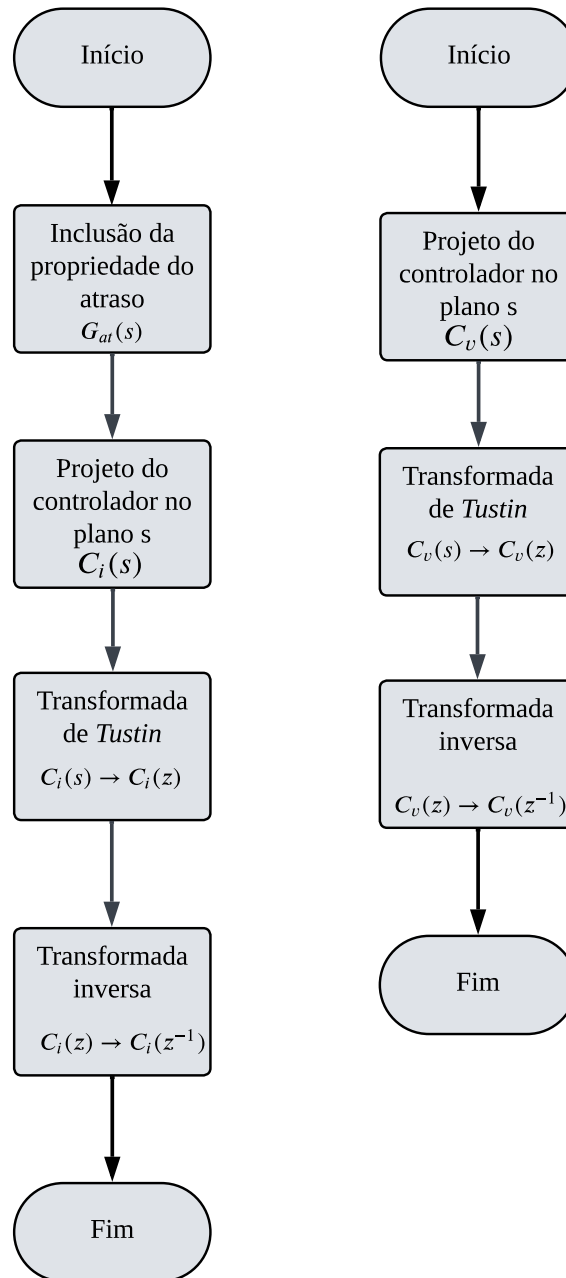 Início
Inclusão da
propriedade do
atraso
G_{at}(s)
Projeto do
controlador no
plano s
C_i(s)
Transformada
de Tustin
C_i(s) → C_i(z)
Transformada
inversa
C_i(z) → C_i(z^{-1})
Fim
Início
Projeto do
controlador no
plano s
C_v(s)
Transformada
de Tustin
C_v(s) → C_v(z)
Transformada
inversa
C_v(z) → C_v(z^{-1})
Fim